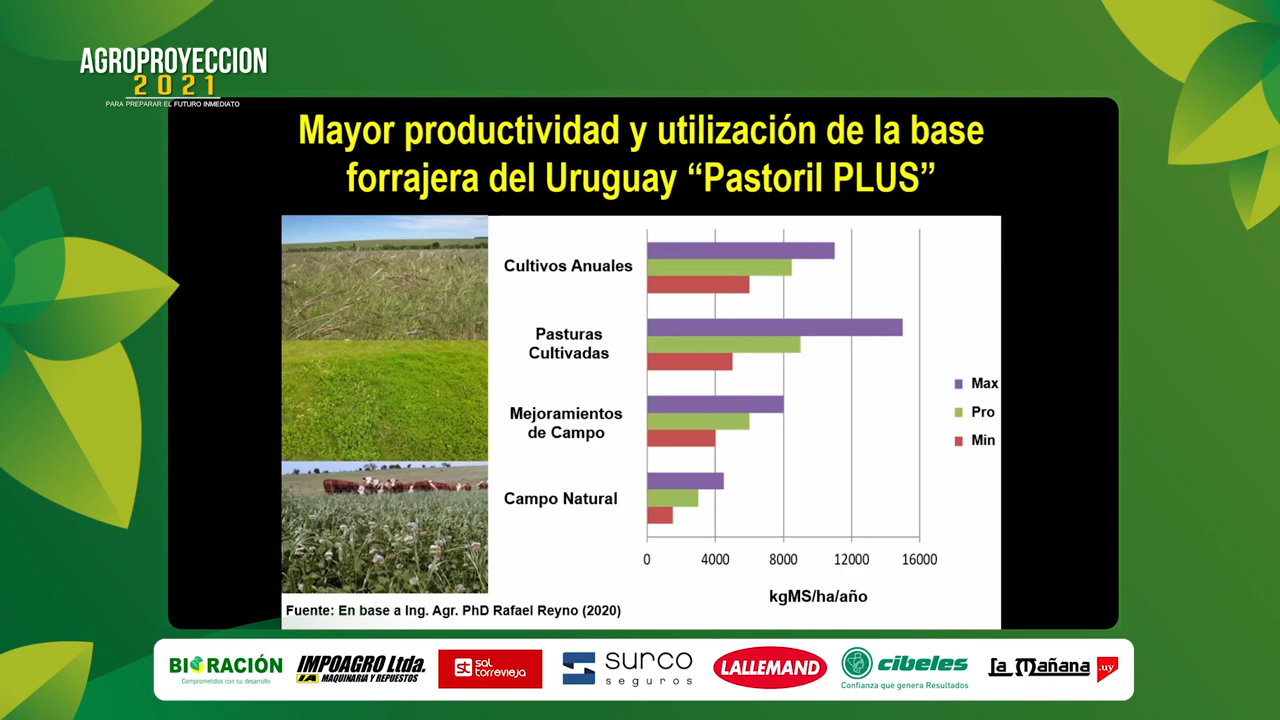 AGROPROYECCION
2021
PARA PREPARAR EL FUTURO INMEDIATO
Mayor productividad y utilización de la base
forrajera del Uruguay “Pastoril PLUS”
Cultivos Anuales
Pasturas
Cultivadas
Mejoramientos
de Campo
Campo Natural
Max
Pro
Min
0 4000 8000 12000 16000
kgMS/ha/año
Fuente: En base a Ing. Agr. PhD Rafael Reyno (2020)
BIORACIÓN
Comprometidos con su desarrollo
IMPOAGRO Ltda.
IA MAQUINARIA Y REPUESTOS
st sal
torrevieja
surco
seguros
LALLEMAND
cibeles
Confianza que genera Resultados
La Mañana .uy